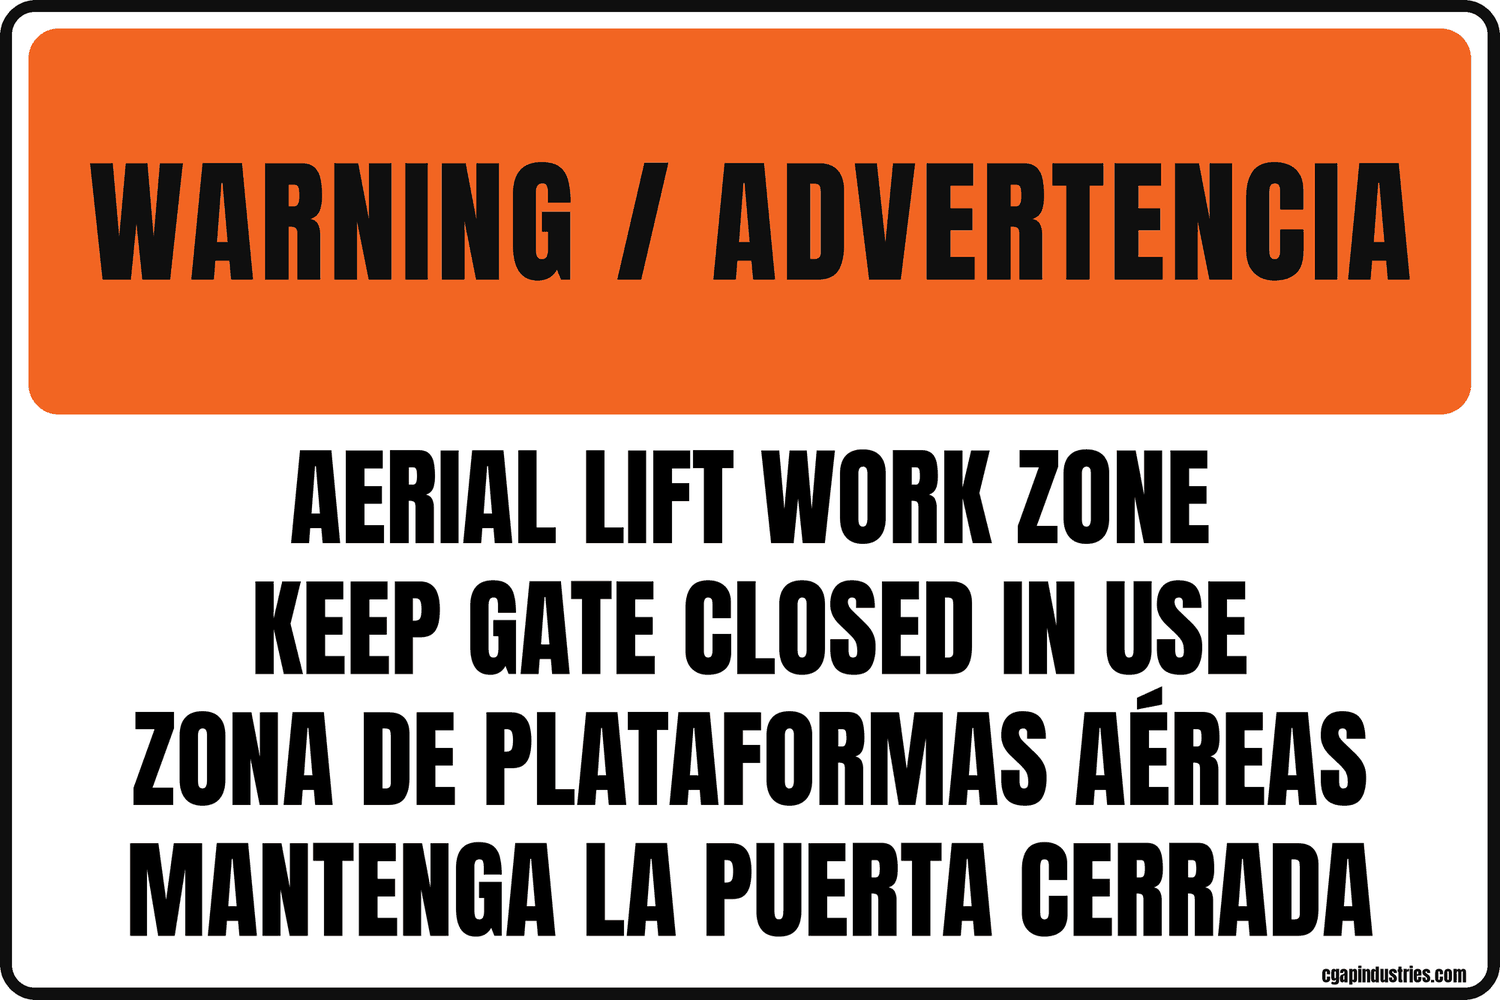 WARNING / ADVERTENCIA
AERIAL LIFT WORK ZONE
KEEP GATE CLOSED IN USE
ZONA DE PLATAFORMAS AÉREAS
MANTENGA LA PUERTA CERRADA
cgapindustries.com